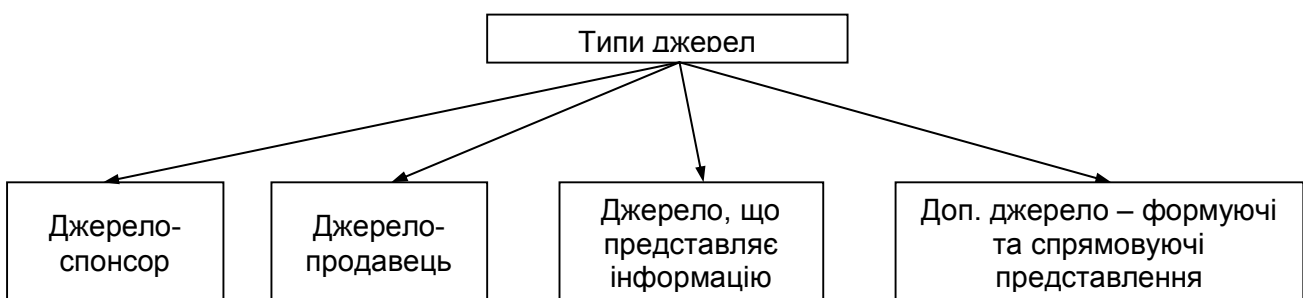 Типи джерел
Джерело-
спонсор
Джерело-
продавець
Джерело, що
представляє
інформацію
Доп. джерело – формуючі
та спрямовуючі
представлення